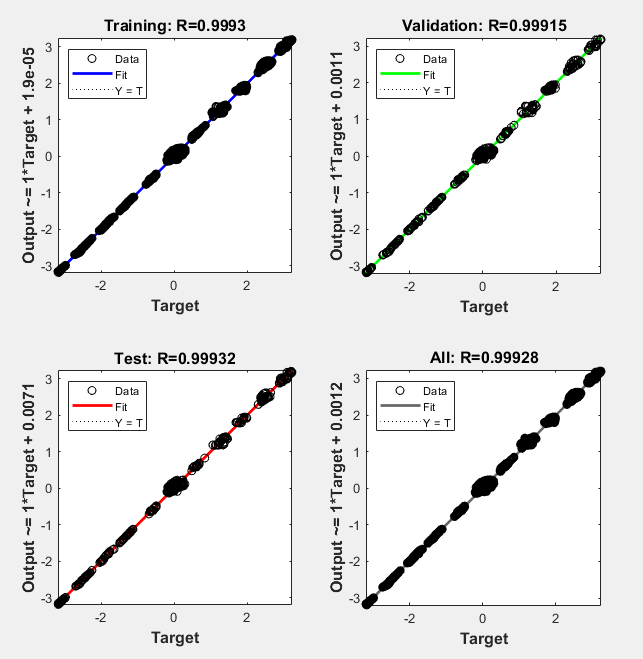 Training: R=0.9993
Output ~= 1*Target + 1.9e-05
Data
Fit
Y = T
3
2
1
0
-1
-2
-3
-2
0
2
Target
Validation: R=0.99915
Output ~= 1*Target + 0.0011
Data
Fit
Y = T
3
2
1
0
-1
-2
-3
-2
0
2
Target
Test: R=0.99932
Output ~= 1*Target + 0.0071
Data
Fit
Y = T
3
2
1
0
-1
-2
-3
-2
0
2
Target
All: R=0.99928
Output ~= 1*Target + 0.0012
Data
Fit
Y = T
3
2
1
0
-1
-2
-3
-2
0
2
Target